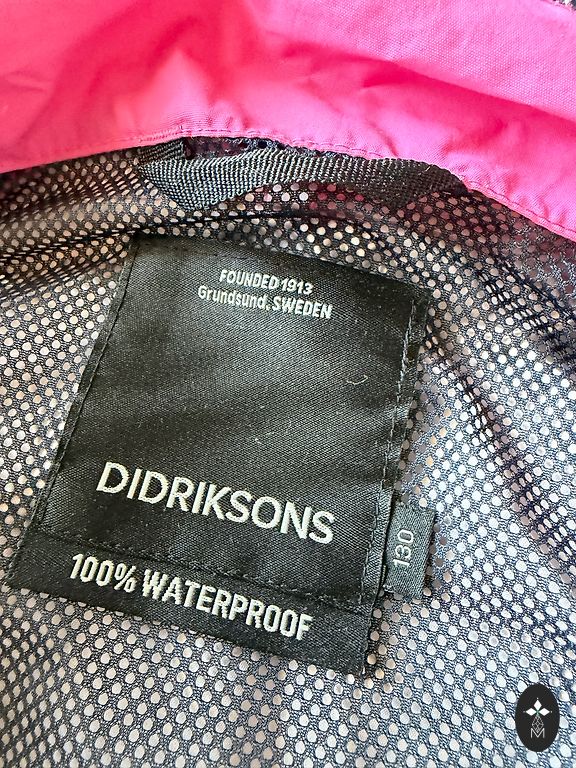 FOUNDED 1913
Grundsund. SWEDEN
DIDRIKSONS
130
100% WATERPROOF
M